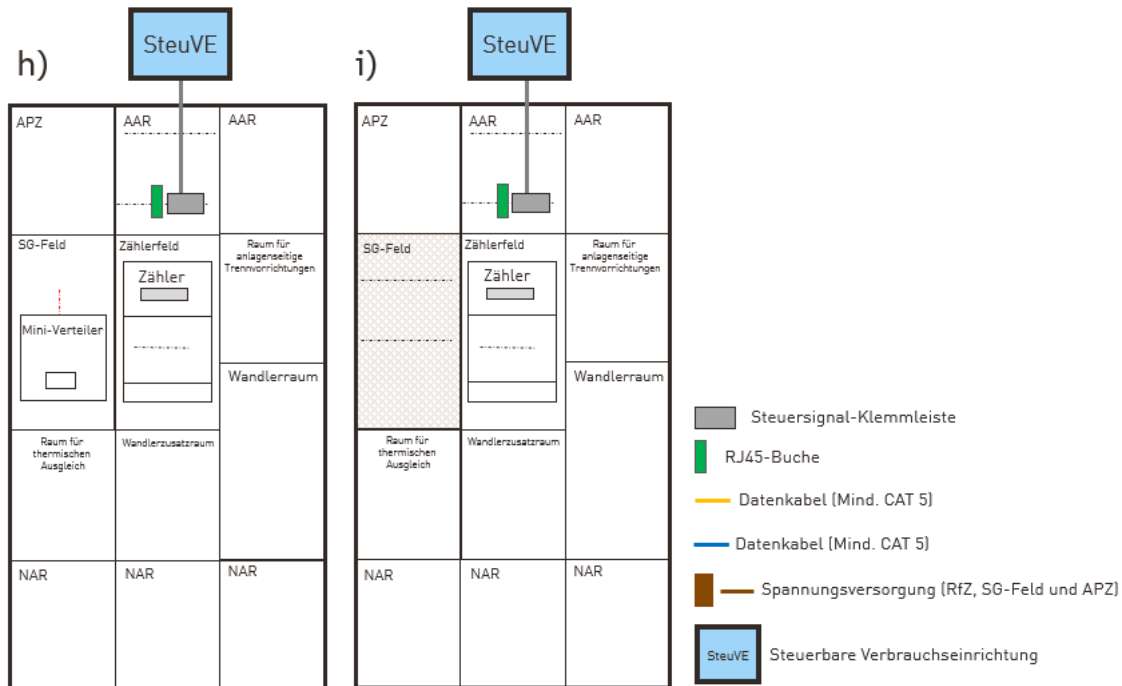 h)
SteuVE
APZ
AAR
AAR
SG-Feld
Zählerfeld
Raum für
anlagenseitige
Trennvorrichtungen
Zähler
Mini-Verteiler
Wandlerraum
Raum für
thermischen
Ausgleich
Wandlerzusatzraum
NAR
NAR
NAR
i)
SteuVE
APZ
AAR
AAR
SG-Feld
Zählerfeld
Raum für
anlagenseitige
Trennvorrichtungen
Zähler
Wandlerraum
Raum für
thermischen
Ausgleich
Wandlerzusatzraum
NAR
NAR
NAR
Steuersignal-Klemmleiste
RJ45-Buche
Datenkabel (Mind. CAT 5)
Datenkabel (Mind. CAT 5)
Spannungsversorgung (RfZ, SG-Feld und APZ)
SteuVE Steuerbare Verbrauchseinrichtung